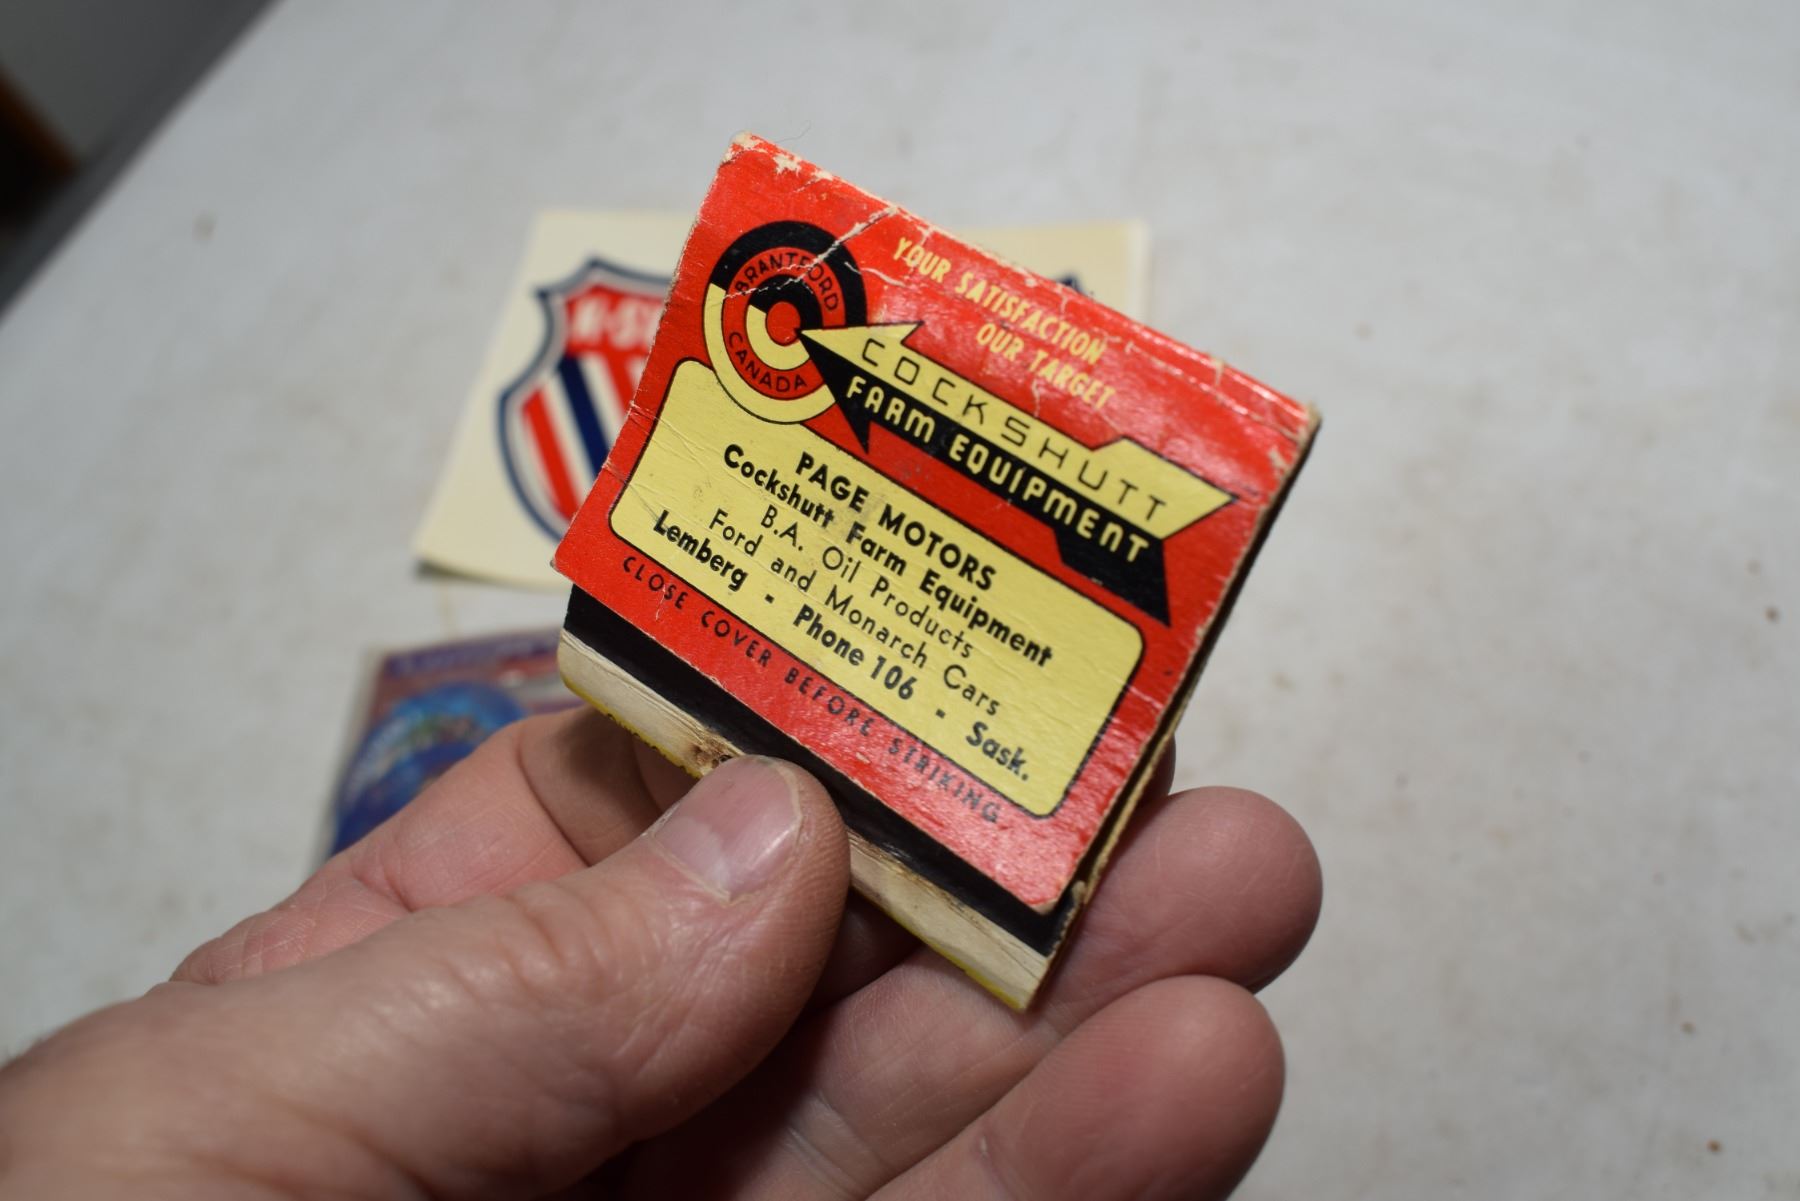 YOUR SATISFACTION
OUR TARGET
BRANTFORD
CANADA
COCKSHUTT
FARM EQUIPMENT
PAGE MOTORS
Cockshutt Farm Equipment
B.A. Oil Products
Ford and Monarch Cars
Lemberg - Phone 106 - Sask.
CLOSE COVER BEFORE STRIKING